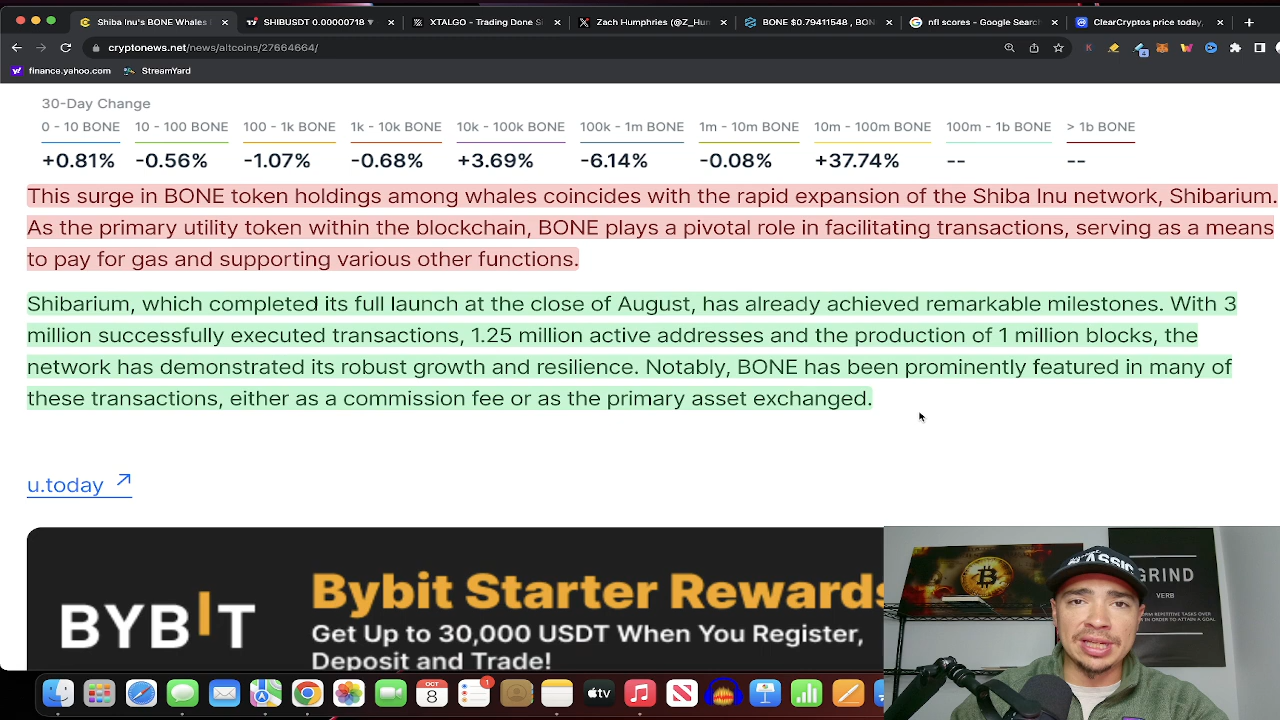 Shiba Inu's BONE Whales
SHIBUSDT 0.00000718 ▼
XTALGO - Trading Done Si
Zach Humphries (@Z_Hu
BONE $0.79411548 , BON
nfl scores - Google Search
ClearCryptos price today,
cryptonews.net/news/altcoins/27664664/
finance.yahoo.com
StreamYard
30-Day Change
0 - 10 BONE 10 - 100 BONE 100 - 1k BONE 1k - 10k BONE 10k - 100k BONE 100k - 1m BONE 1m - 10m BONE 10m - 100m BONE 100m - 1b BONE > 1b BONE
+0.81% -0.56% -1.07% -0.68% +3.69% -6.14% -0.08% +37.74% -- --
This surge in BONE token holdings among whales coincides with the rapid expansion of the Shiba Inu network, Shibarium.
As the primary utility token within the blockchain, BONE plays a pivotal role in facilitating transactions, serving as a means
to pay for gas and supporting various other functions.
Shibarium, which completed its full launch at the close of August, has already achieved remarkable milestones. With 3
million successfully executed transactions, 1.25 million active addresses and the production of 1 million blocks, the
network has demonstrated its robust growth and resilience. Notably, BONE has been prominently featured in many of
these transactions, either as a commission fee or as the primary asset exchanged.
u.today
BYBIT
Bybit Starter Rewards
Get Up to 30,000 USDT When You Register,
Deposit and Trade!
GRIND
VERB
OCT
8
1
tv